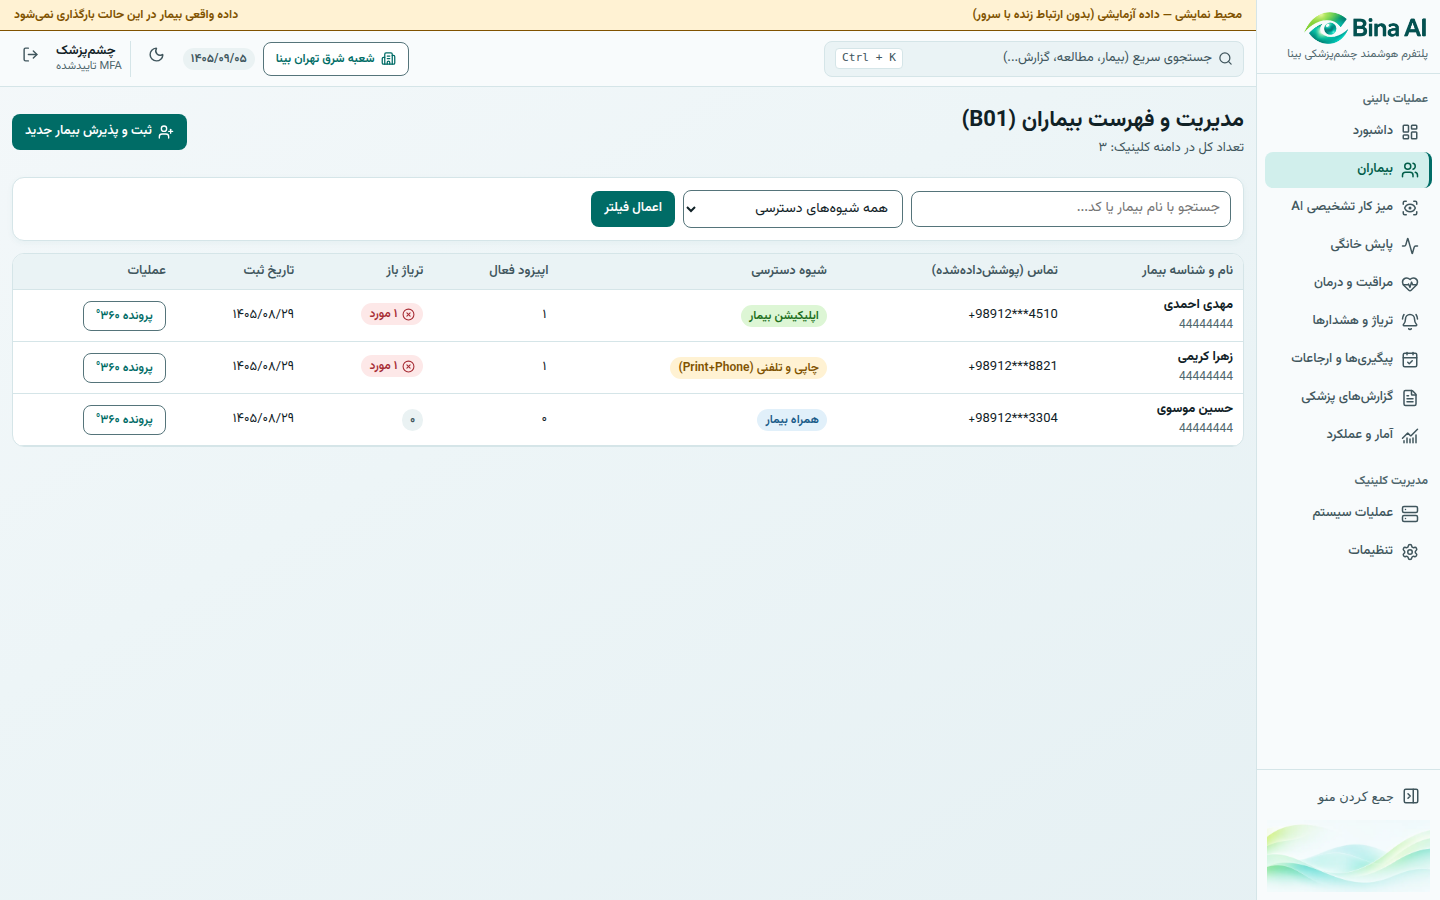 محیط نمایشی — داده آزمایشی (بدون ارتباط زنده با سرور)
داده واقعی بیمار در این حالت بارگذاری نمی‌شود
Bina AI
پلتفرم هوشمند چشم‌پزشکی بینا
جستجوی سریع (بیمار، مطالعه، گزارش...)
Ctrl + K
شعبه شرق تهران بینا
۱۴۰۵/۰۹/۰۵
چشم‌پزشک
MFA تاییدشده
عملیات بالینی
داشبورد
بیماران
میز کار تشخیصی AI
پایش خانگی
مراقبت و درمان
تریاژ و هشدارها
پیگیری‌ها و ارجاعات
گزارش‌های پزشکی
آمار و عملکرد
مدیریت کلینیک
عملیات سیستم
تنظیمات
جمع کردن منو
مدیریت و فهرست بیماران (B01)
تعداد کل در دامنه کلینیک: ۳
ثبت و پذیرش بیمار جدید
جستجو با نام بیمار یا کد...
همه شیوه‌های دسترسی
اعمال فیلتر
نام و شناسه بیمار
تماس (پوشش‌داده‌شده)
شیوه دسترسی
اپیزود فعال
تریاژ باز
تاریخ ثبت
عملیات
مهدی احمدی
44444444
+98912***4510
اپلیکیشن بیمار
۱
۱ مورد
۱۴۰۵/۰۸/۲۹
پرونده ۳۶۰°
زهرا کریمی
44444444
+98912***8821
چاپی و تلفنی (Print+Phone)
۱
۱ مورد
۱۴۰۵/۰۸/۲۹
پرونده ۳۶۰°
حسین موسوی
44444444
+98912***3304
همراه بیمار
۰
۰
۱۴۰۵/۰۸/۲۹
پرونده ۳۶۰°